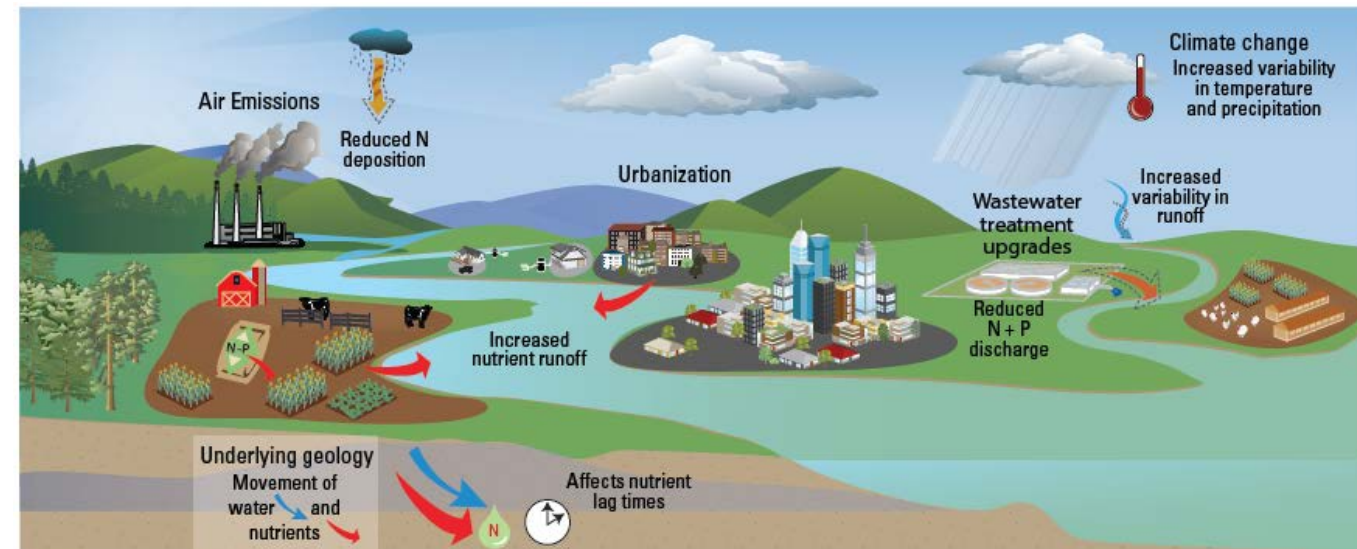 Air Emissions
Reduced N
deposition
Urbanization
Climate change
Increased variability
in temperature
and precipitation
Increased
variability in
runoff
Wastewater
treatment
upgrades
Reduced
N + P
discharge
N-P
Increased
nutrient runoff
Underlying geology
Movement of
water and
nutrients
N
Affects nutrient
lag times